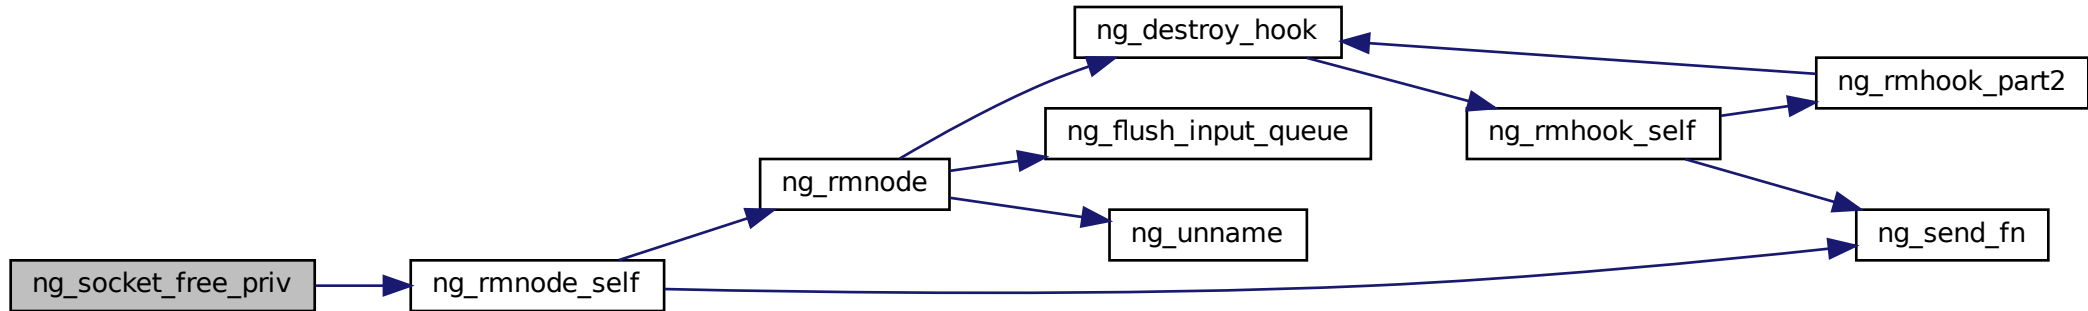 ng_destroy_hook
ng_rmhook_part2
ng_flush_input_queue
ng_rmhook_self
ng_rmnode
ng_unname
ng_send_fn
ng_socket_free_priv
ng_rmnode_self